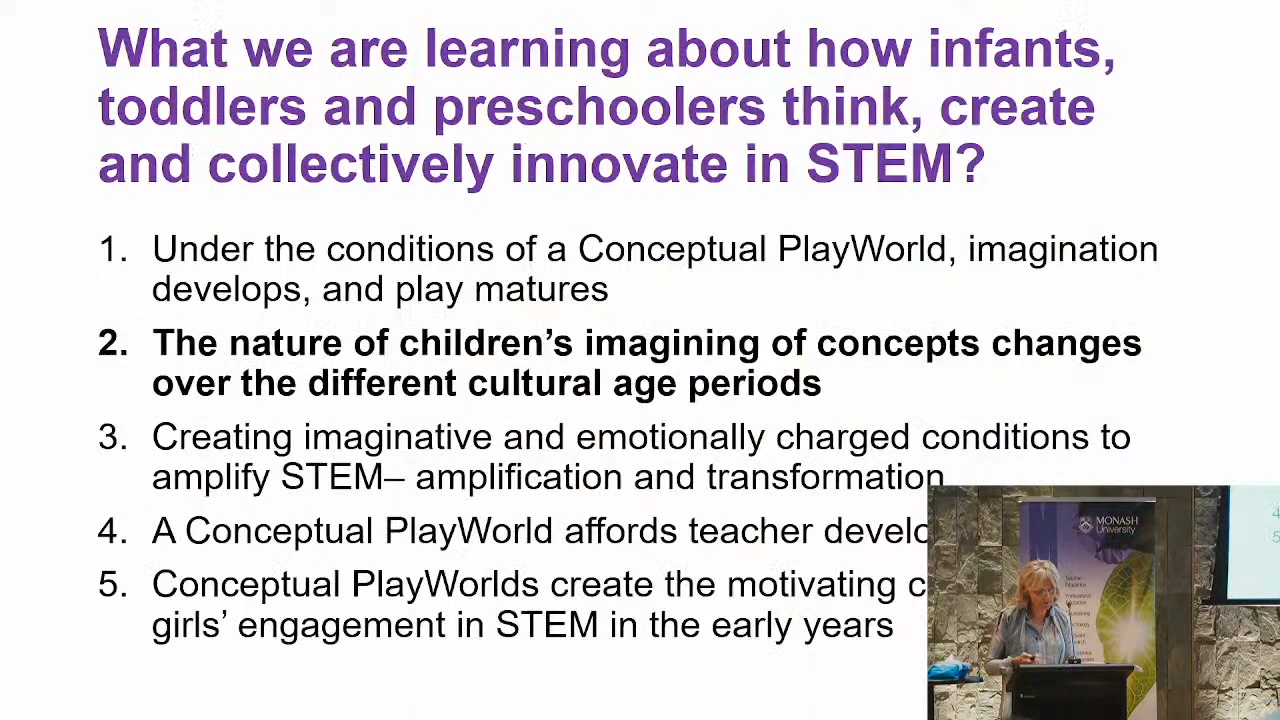 What we are learning about how infants,
toddlers and preschoolers think, create
and collectively innovate in STEM?
1. Under the conditions of a Conceptual PlayWorld, imagination
develops, and play matures
2. The nature of children’s imagining of concepts changes
over the different cultural age periods
3. Creating imaginative and emotionally charged conditions to
amplify STEM– amplification and transformation
4. A Conceptual PlayWorld affords teacher develo
5. Conceptual PlayWorlds create the motivating c
girls’ engagement in STEM in the early years
MONASH
University
Teacher
Education
Professional
Education